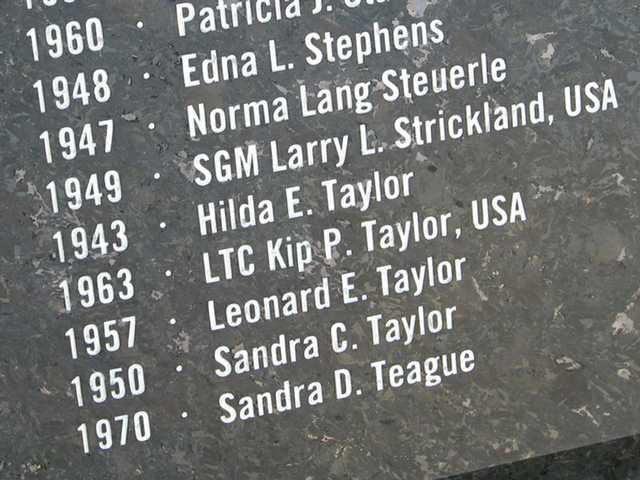 1960 · Patricia J.
1948 · Edna L. Stephens
1947 · Norma Lang Steuerle
1949 · SGM Larry L. Strickland, USA
1943 · Hilda E. Taylor
1963 · LTC Kip P. Taylor, USA
1957 · Leonard E. Taylor
1950 · Sandra C. Taylor
1970 · Sandra D. Teague